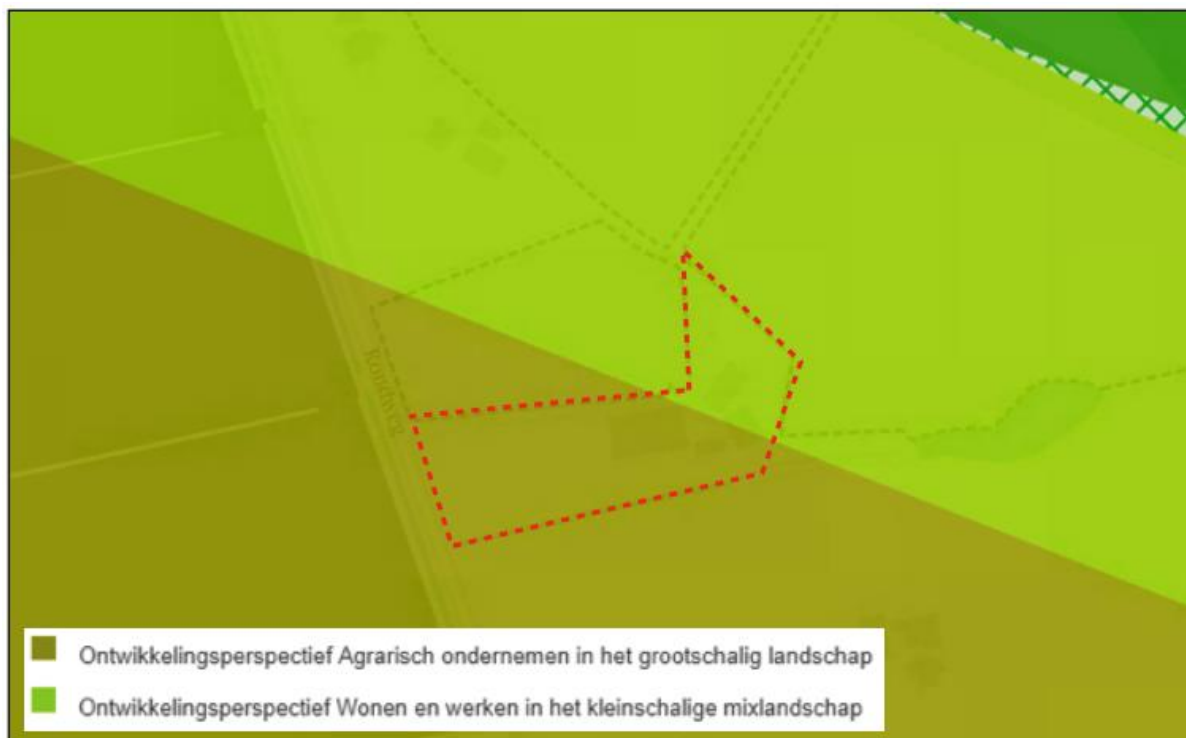 Ontwikkelingsperspectief Agrarisch ondernemen in het grootschalig landschap
Ontwikkelingsperspectief Wonen en werken in het kleinschalige mixlandschap